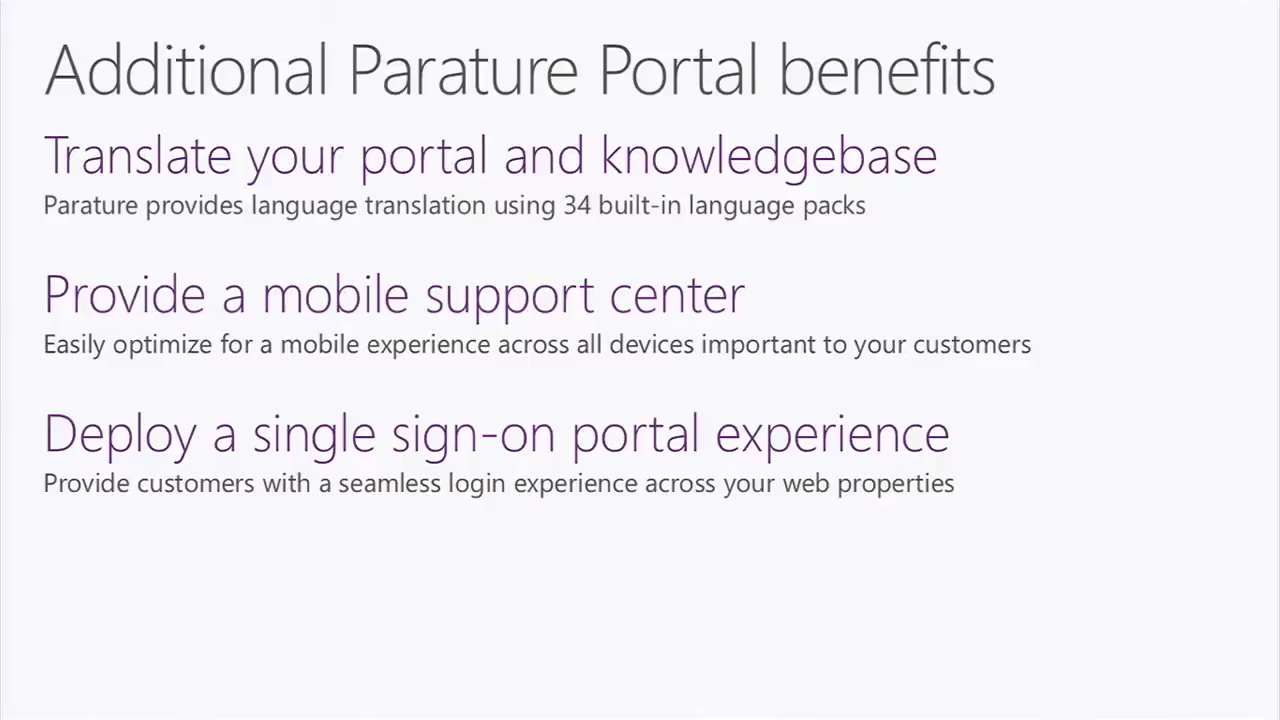 Additional Parature Portal benefits
Translate your portal and knowledgebase
Parature provides language translation using 34 built-in language packs
Provide a mobile support center
Easily optimize for a mobile experience across all devices important to your customers
Deploy a single sign-on portal experience
Provide customers with a seamless login experience across your web properties